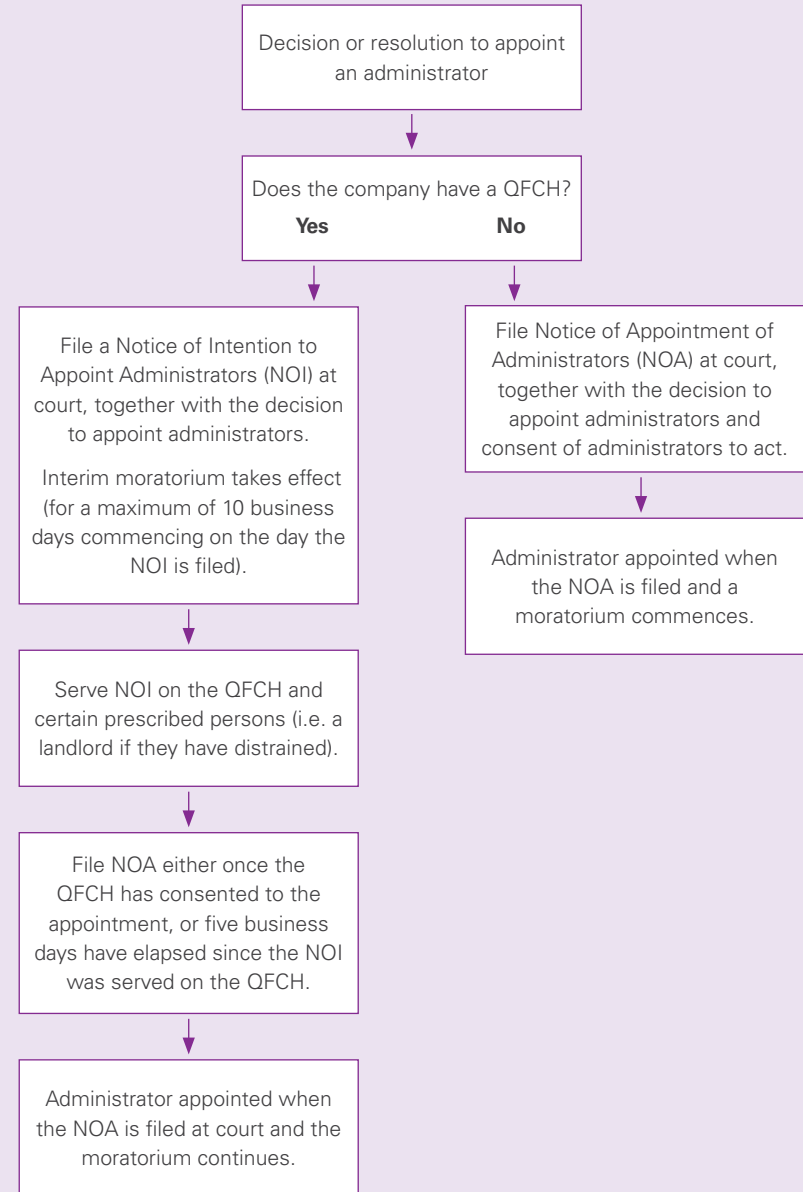 Decision or resolution to appoint
an administrator
Does the company have a QFCH?
Yes No
File a Notice of Intention to
Appoint Administrators (NOI) at
court, together with the decision
to appoint administrators.
Interim moratorium takes effect
(for a maximum of 10 business
days commencing on the day the
NOI is filed).
Serve NOI on the QFCH and
certain prescribed persons (i.e. a
landlord if they have distrained).
File NOA either once the
QFCH has consented to the
appointment, or five business
days have elapsed since the NOI
was served on the QFCH.
Administrator appointed when
the NOA is filed at court and the
moratorium continues.
File Notice of Appointment of
Administrators (NOA) at court,
together with the decision to
appoint administrators and
consent of administrators to act.
Administrator appointed when
the NOA is filed and a
moratorium commences.